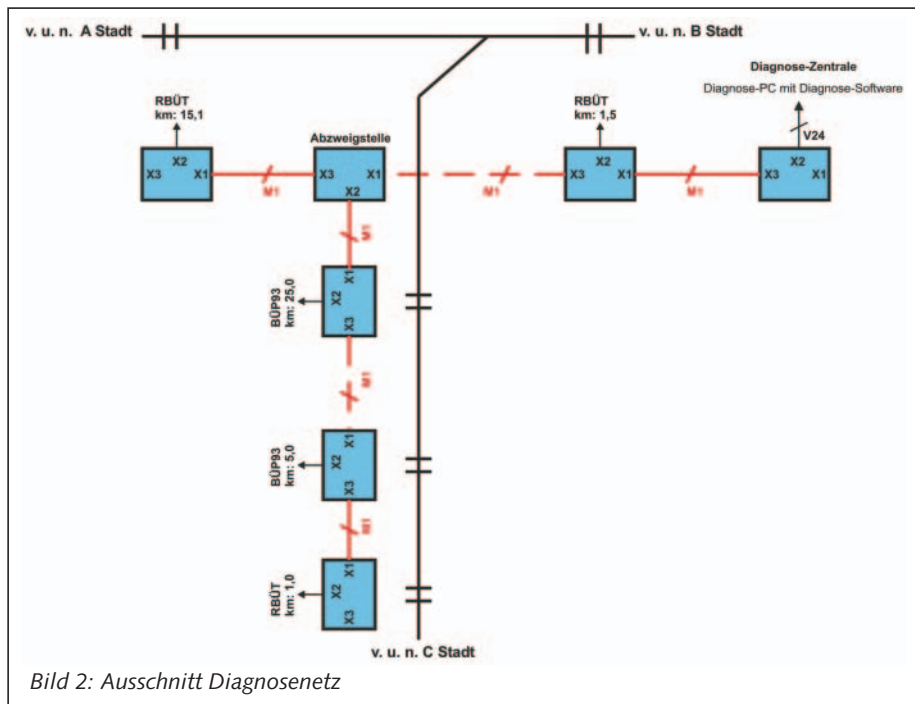 v. u. n. A Stadt
v. u. n. B Stadt
Diagnose-Zentrale
Diagnose-PC mit Diagnose-Software
RBÜT
km: 15,1
RBÜT
km: 1,5
V24
Abzweigstelle
X3 X2 X1
M1
X3 X1
X2
M1
X3 X2 X1
M1
X3 X2 X1
M1
BÜP93
km: 25,0
X1
X2
X3
M1
BÜP93
km: 5,0
X1
X2
X3
M1
RBÜT
km: 1,0
X1
X2
X3
v. u. n. C Stadt
Bild 2: Ausschnitt Diagnosenetz